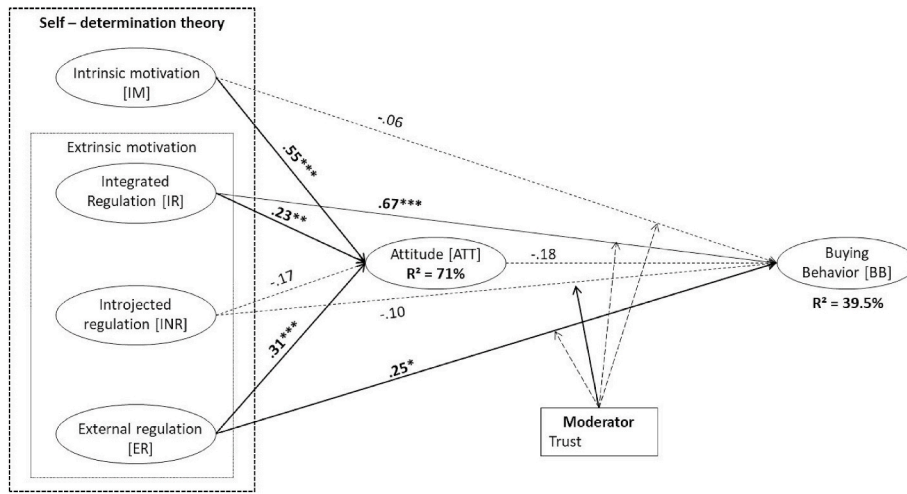 Self – determination theory
Intrinsic motivation
[IM]
Extrinsic motivation
Integrated
Regulation [IR]
Introjected
regulation [INR]
External regulation
[ER]
-.06
.55***
.67***
.23**
Attitude [ATT]
R² = 71%
-.18
-.17
-.10
.31***
.25*
Buying
Behavior [BB]
R² = 39.5%
Moderator
Trust